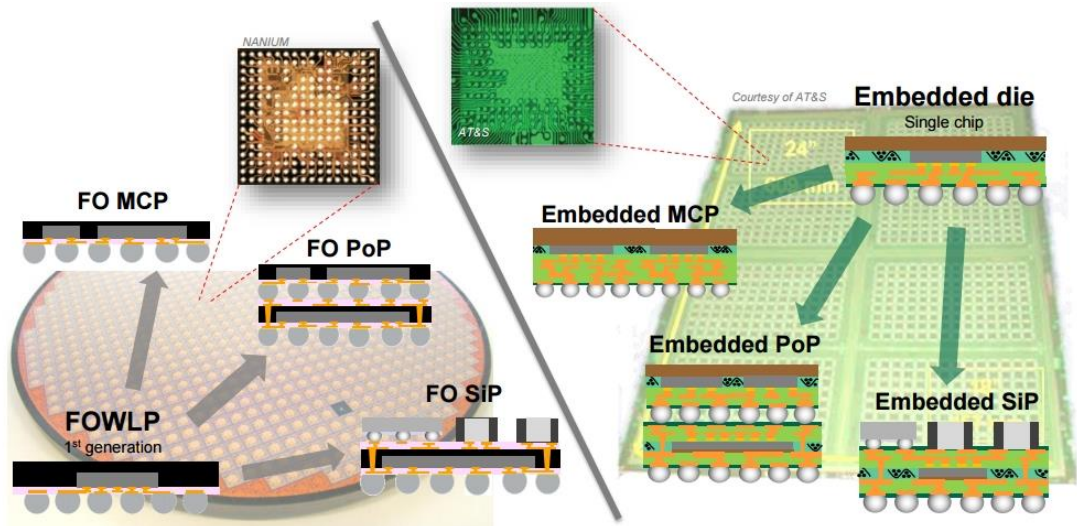 NANIUM
FO MCP
FO PoP
FOWLP
1st generation
FO SiP
AT&S
Courtesy of AT&S
Embedded die
Single chip
24”
Embedded MCP
Embedded PoP
Embedded SiP